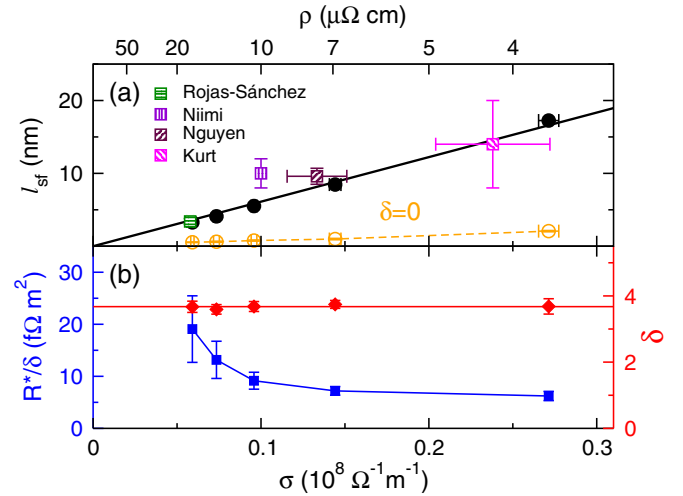 ρ (μΩ cm)
50 20 10 7 5 4
(a)
Rojas-Sánchez
Niimi
Nguyen
Kurt
20
10
l_sf (nm)
δ=0
(b)
30
20
10
0
R*/δ (fΩ m²)
6
4
2
0
δ
0 0.1 0.2 0.3
σ (10⁸ Ω⁻¹m⁻¹)